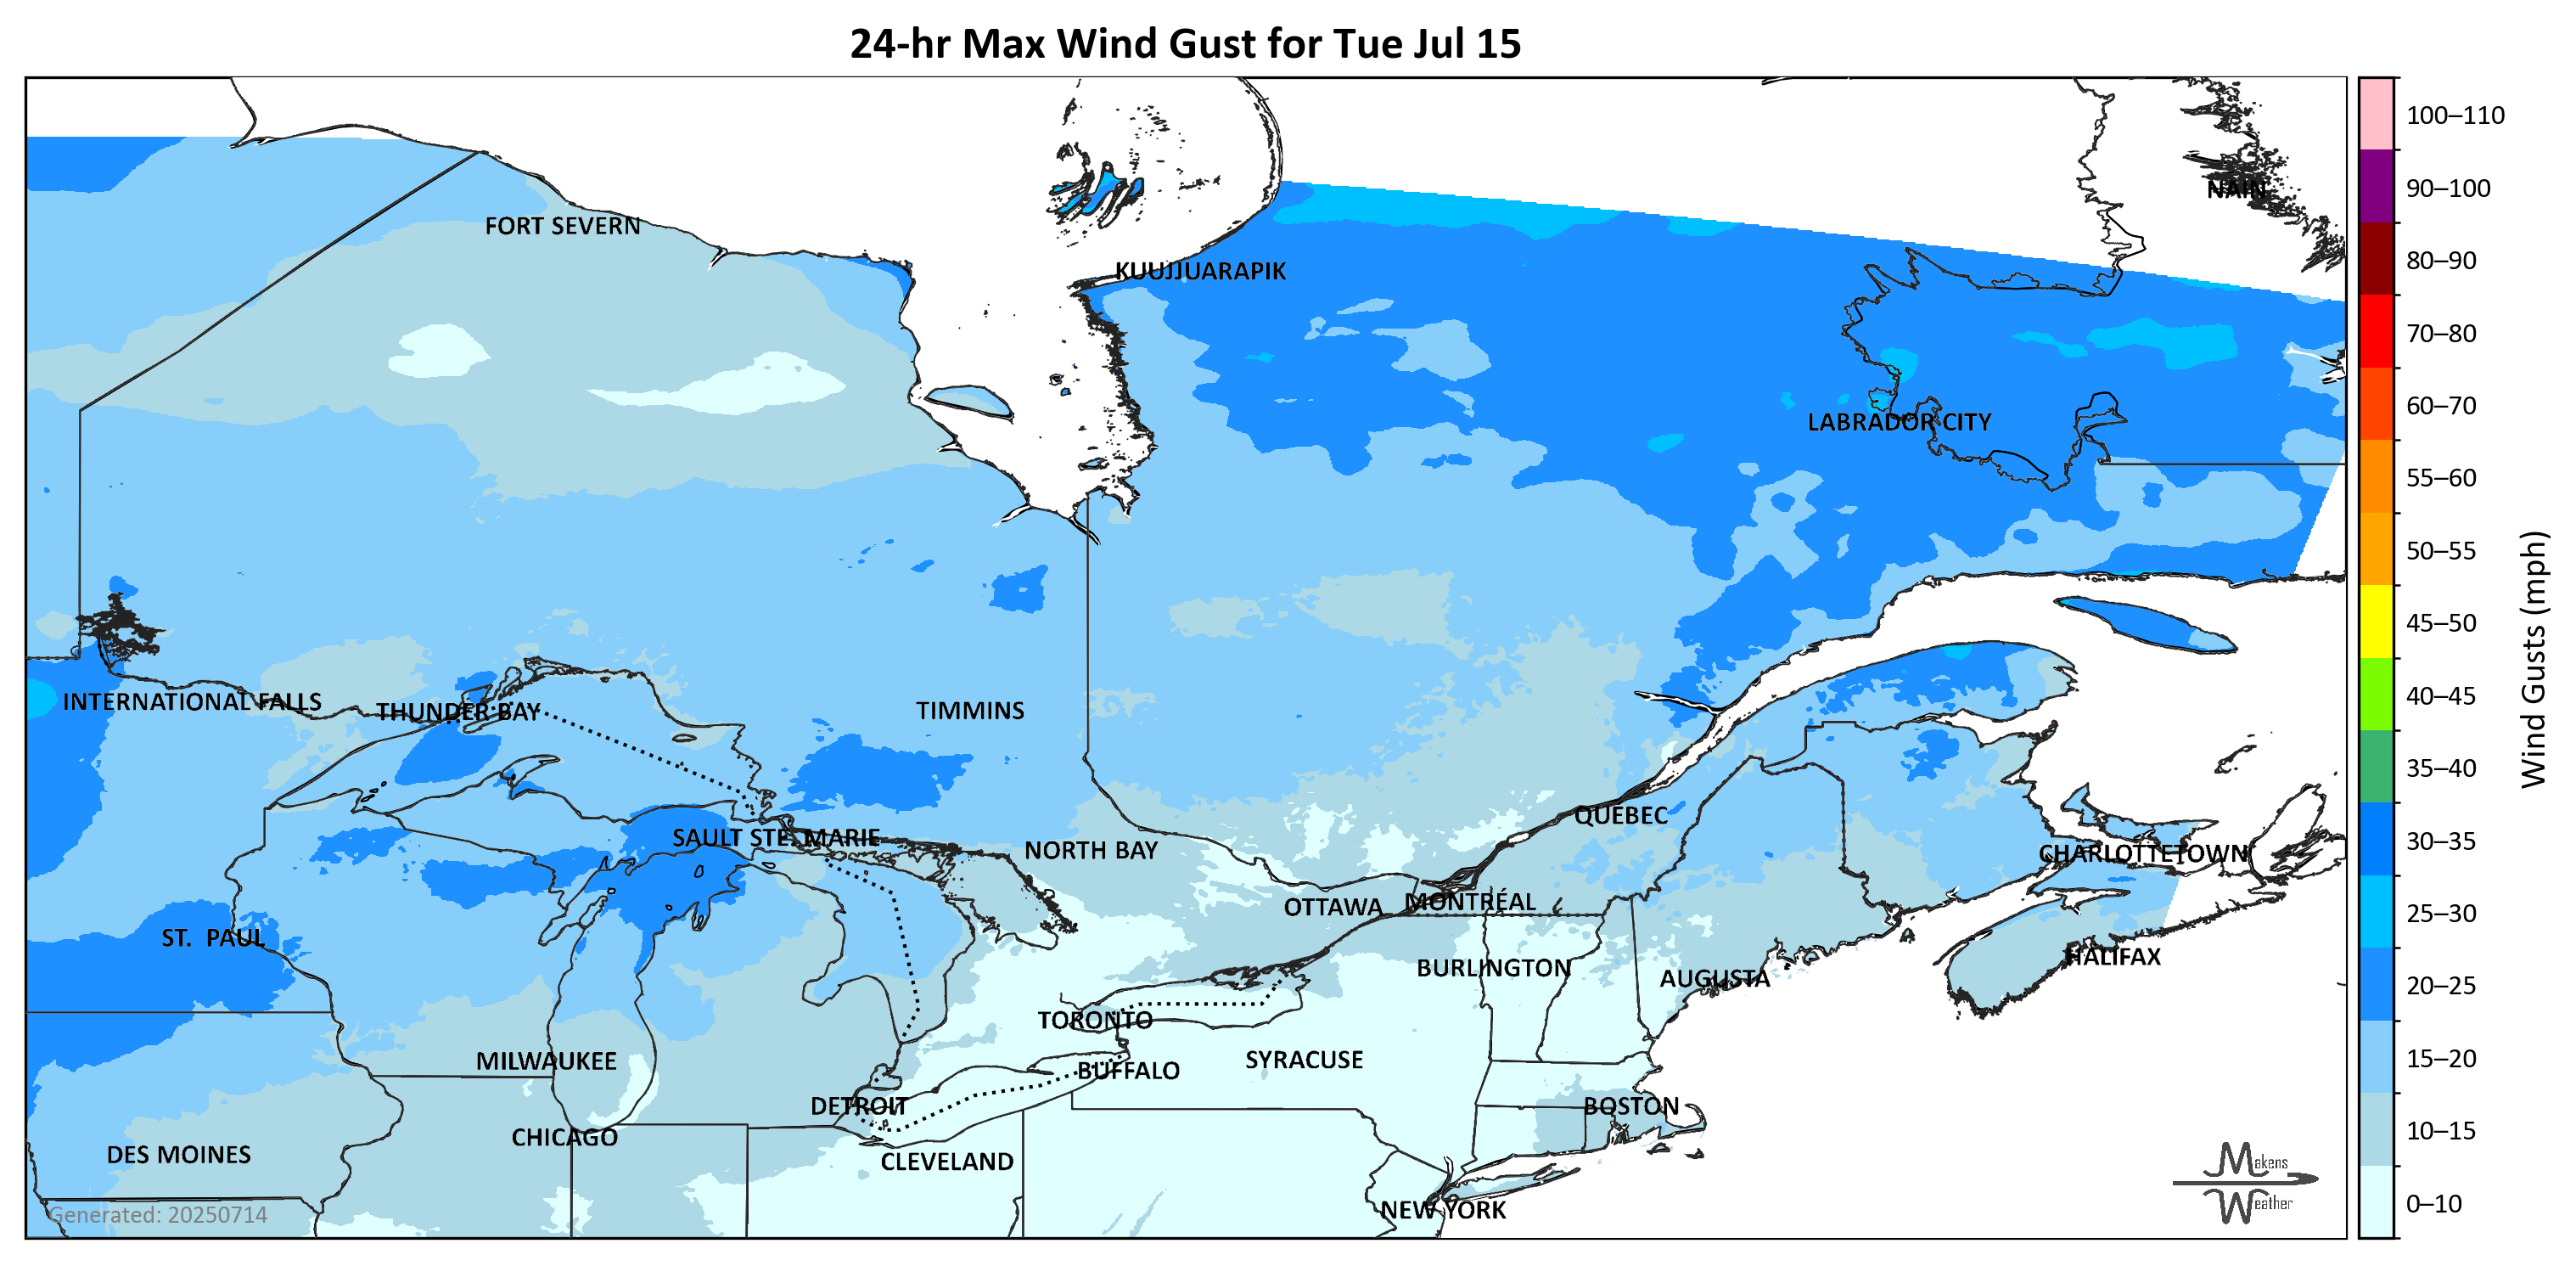 24-hr Max Wind Gust for Tue Jul 15
100–110
90–100
NAIN
FORT SEVERN
80–90
KUUJJUARAPIK
70–80
60–70
LABRADOR CITY
55–60
50–55
45–50
Wind Gusts (mph)
40–45
INTERNATIONAL FALLS
THUNDER BAY
TIMMINS
35–40
QUEBEC
SAULT STE. MARIE
30–35
NORTH BAY
CHARLOTTETOWN
OTTAWA
MONTRÉAL
25–30
ST. PAUL
HALIFAX
BURLINGTON
AUGUSTA
20–25
TORONTO
MILWAUKEE
SYRACUSE
15–20
BUFFALO
DETROIT
BOSTON
10–15
CHICAGO
DES MOINES
CLEVELAND
Makens
Weather
0–10
NEW YORK
Generated: 20250714